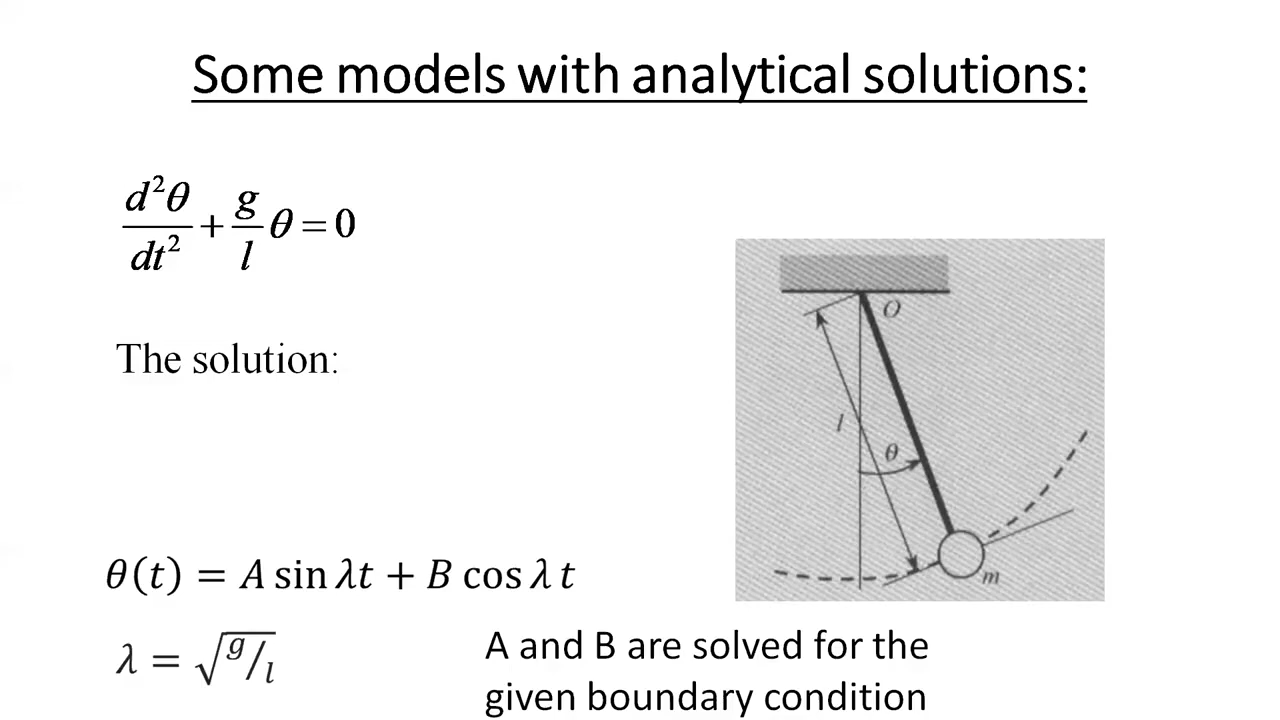 Some models with analytical solutions:
d²θ/dt² + g/l θ = 0
The solution:
O
l
θ
m
θ(t) = A sin λt + B cos λ t
λ = √g/l
A and B are solved for the
given boundary condition